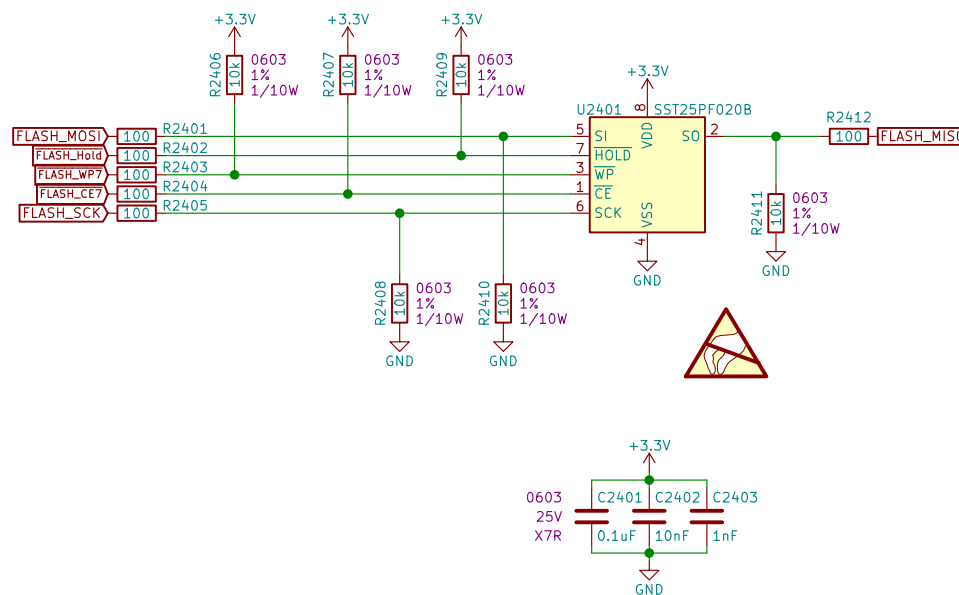 +3.3V
+3.3V
+3.3V
R2406
10k
0603
1%
1/10W
R2407
10k
0603
1%
1/10W
R2409
10k
0603
1%
1/10W
+3.3V
U2401
SST25PF020B
8
VDD
FLASH_MOSI
100
R2401
5
SI
FLASH_Hold
100
R2402
7
HOLD
FLASH_WP7
100
R2403
3
WP
FLASH_CE7
100
R2404
1
CE
FLASH_SCK
100
R2405
6
SCK
SO
2
VSS
4
GND
R2412
100
FLASH_MISO
R2411
10k
0603
1%
1/10W
GND
R2408
10k
0603
1%
1/10W
GND
R2410
10k
0603
1%
1/10W
GND
+3.3V
0603
25V
X7R
C2401
0.1uF
C2402
10nF
C2403
1nF
GND